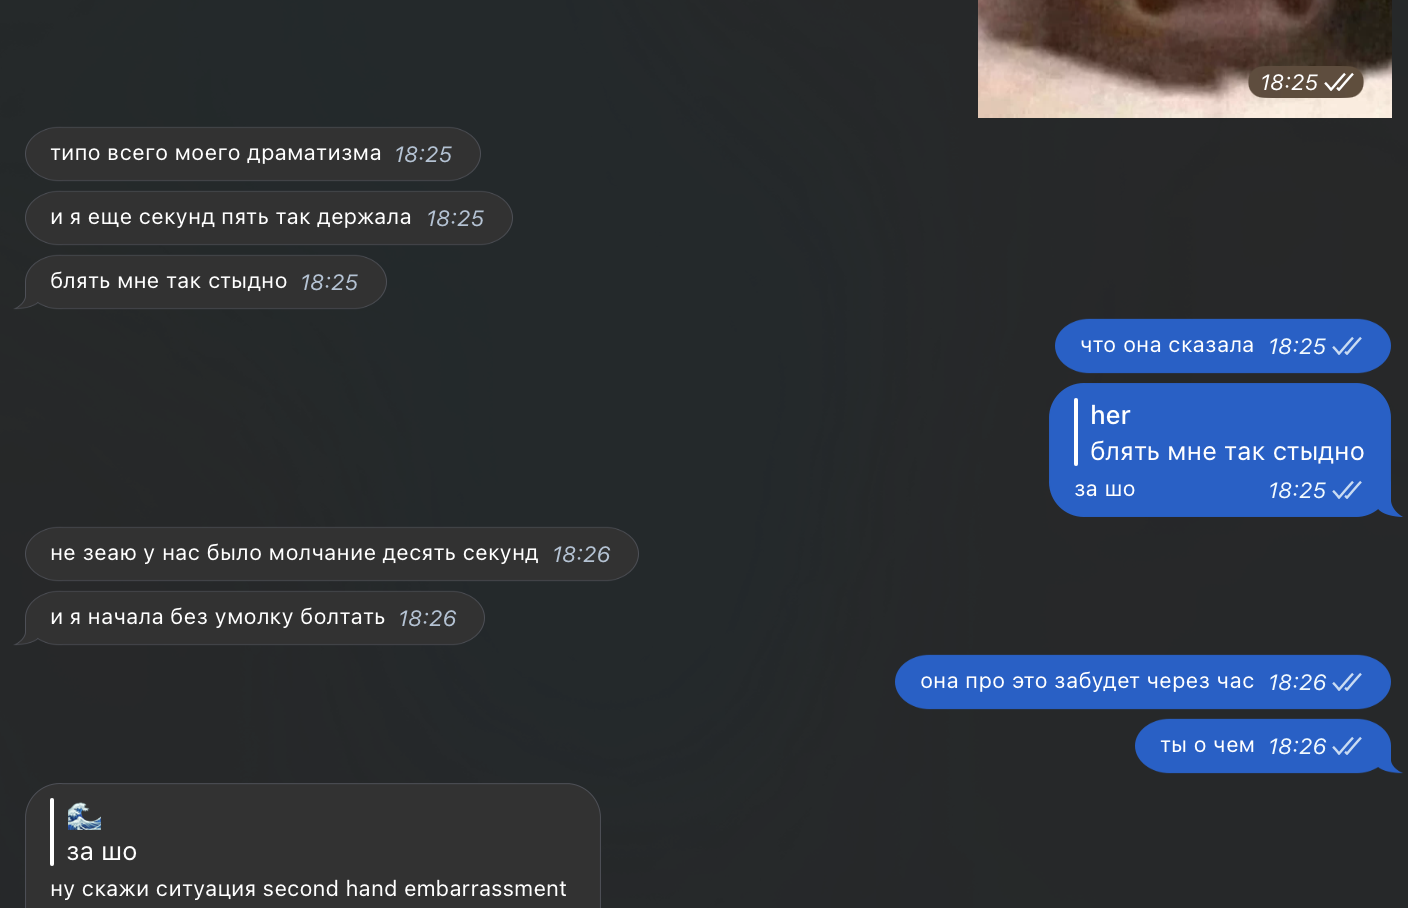 18:25
типо всего моего драматизма 18:25
и я еще секунд пять так держала 18:25
блять мне так стыдно 18:25
что она сказала 18:25
her
блять мне так стыдно
за шо 18:25
не зеаю у нас было молчание десять секунд 18:26
и я начала без умолку болтать 18:26
она про это забудет через час 18:26
ты о чем 18:26
🌊
за шо
ну скажи ситуация second hand embarrassment